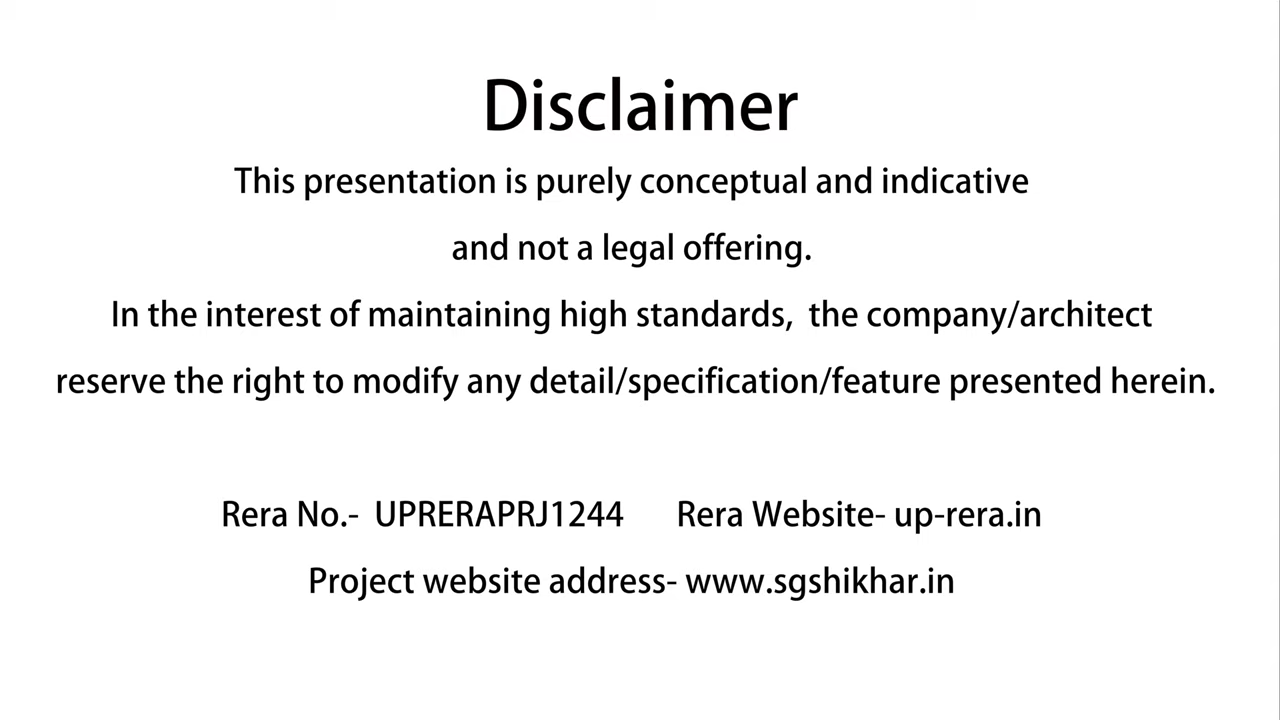 Disclaimer
This presentation is purely conceptual and indicative
and not a legal offering.
In the interest of maintaining high standards,  the company/architect
reserve the right to modify any detail/specification/feature presented herein.
Rera No.-  UPRERAPRJ1244 Rera Website- up-rera.in
Project website address- www.sgshikhar.in